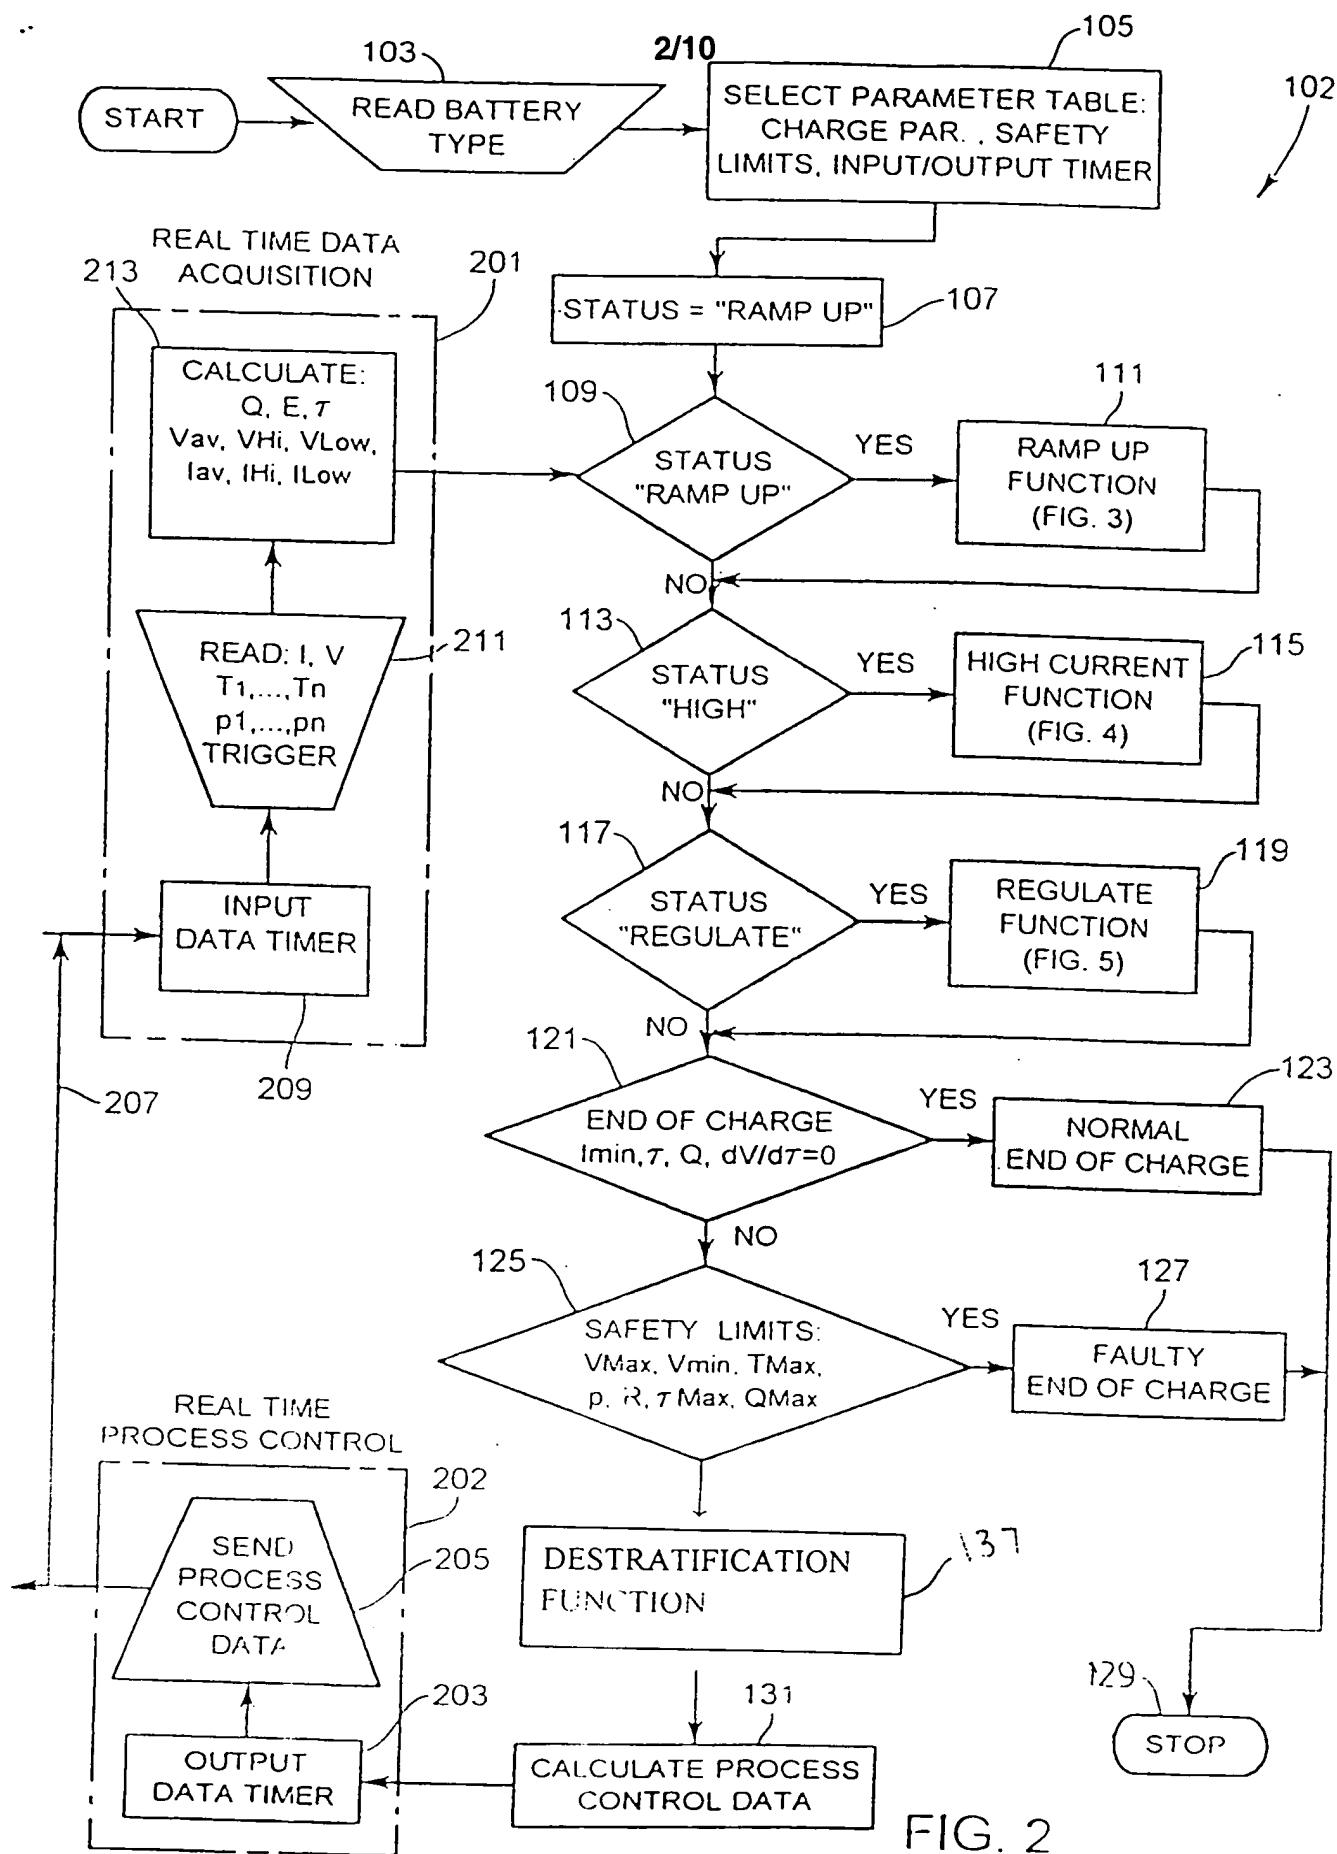 2/10
103
105
102
START
READ BATTERY
TYPE
SELECT PARAMETER TABLE:
CHARGE PAR. , SAFETY
LIMITS, INPUT/OUTPUT TIMER
REAL TIME DATA
ACQUISITION
213
201
STATUS = "RAMP UP"
107
CALCULATE:
Q, E, τ
Vav, VHi, VLow,
Iav, IHi, ILow
109
STATUS
"RAMP UP"
YES
111
RAMP UP
FUNCTION
(FIG. 3)
NO
READ: I, V
T1,...,Tn
p1,...,pn
TRIGGER
211
113
STATUS
"HIGH"
YES
HIGH CURRENT
FUNCTION
(FIG. 4)
115
NO
INPUT
DATA TIMER
209
207
117
STATUS
"REGULATE"
YES
REGULATE
FUNCTION
(FIG. 5)
119
NO
121
END OF CHARGE
Imin, τ, Q, dV/dτ=0
YES
NORMAL
END OF CHARGE
123
NO
125
SAFETY LIMITS:
VMax, Vmin, TMax,
p, R, τ Max, QMax
YES
127
FAULTY
END OF CHARGE
REAL TIME
PROCESS CONTROL
202
SEND
PROCESS
CONTROL
DATA
205
DESTRATIFICATION
FUNCTION
137
203
OUTPUT
DATA TIMER
131
CALCULATE PROCESS
CONTROL DATA
129
STOP
FIG. 2